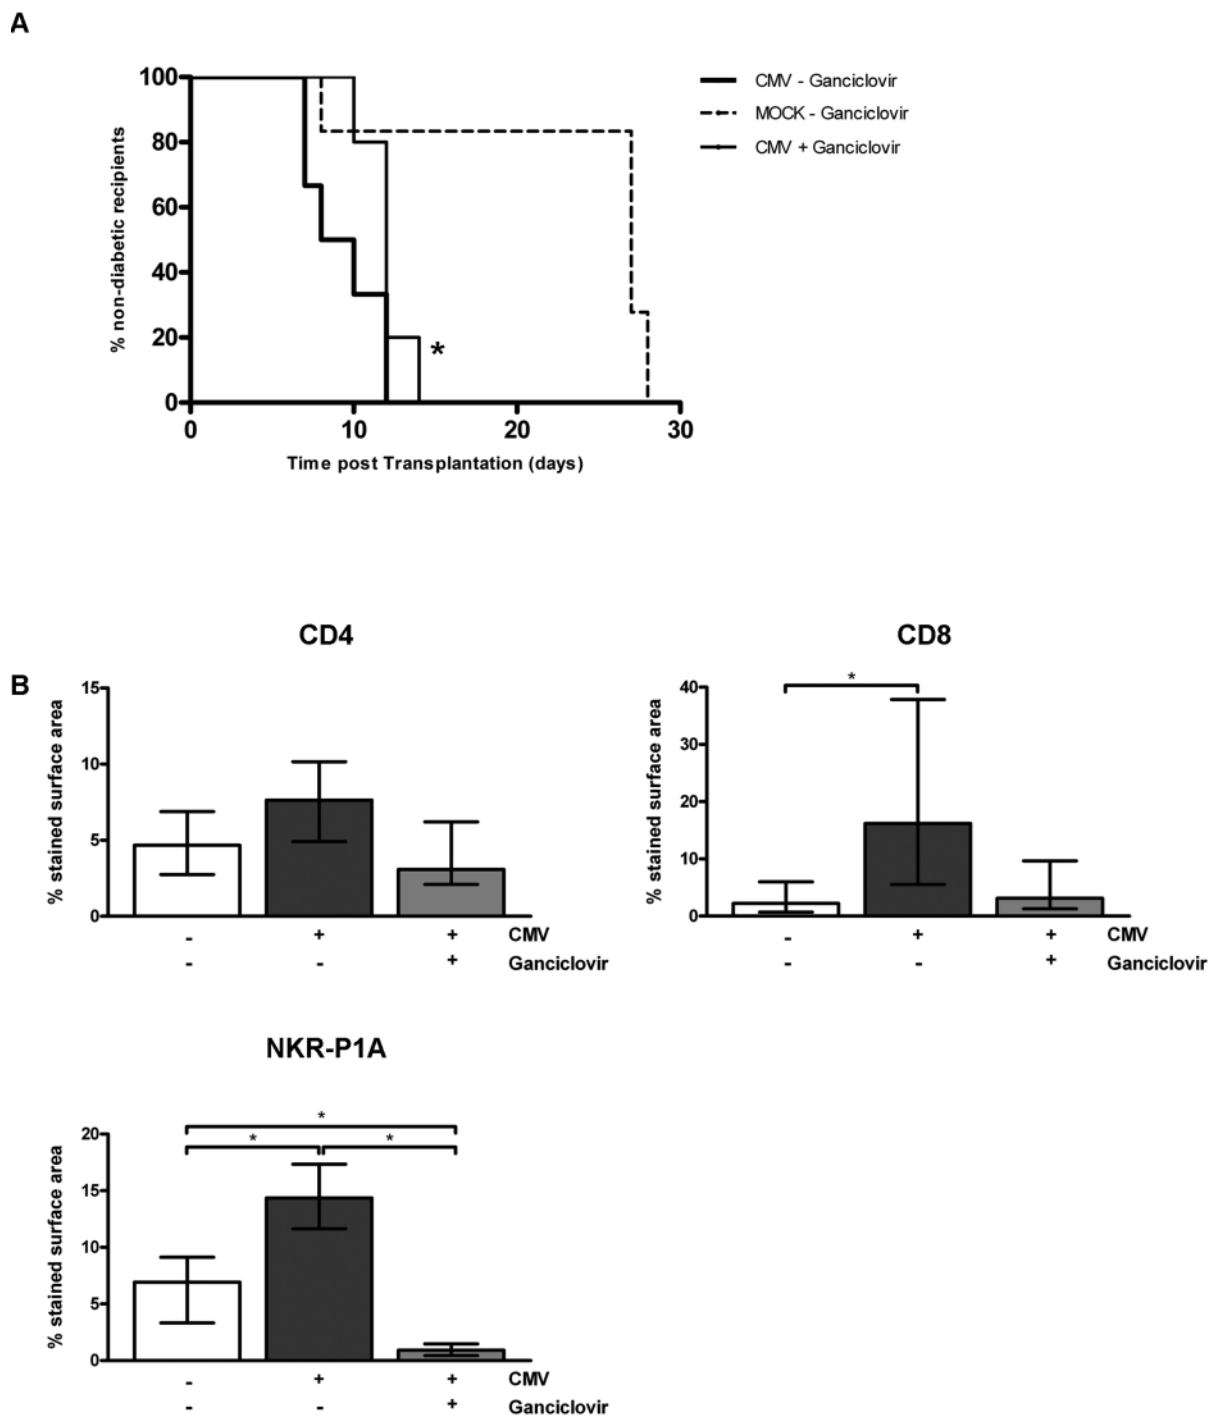 A
100
80
60
40
20
0
% non-diabetic recipients
0 10 20 30
Time post Transplantation (days)
*
CMV - Ganciclovir
MOCK - Ganciclovir
CMV + Ganciclovir
B
CD4
15
10
5
0
% stained surface area
- + + CMV
- - + Ganciclovir
CD8
*
40
30
20
10
0
% stained surface area
- + + CMV
- - + Ganciclovir
NKR-P1A
*
* *
20
15
10
5
0
% stained surface area
- + + CMV
- - + Ganciclovir